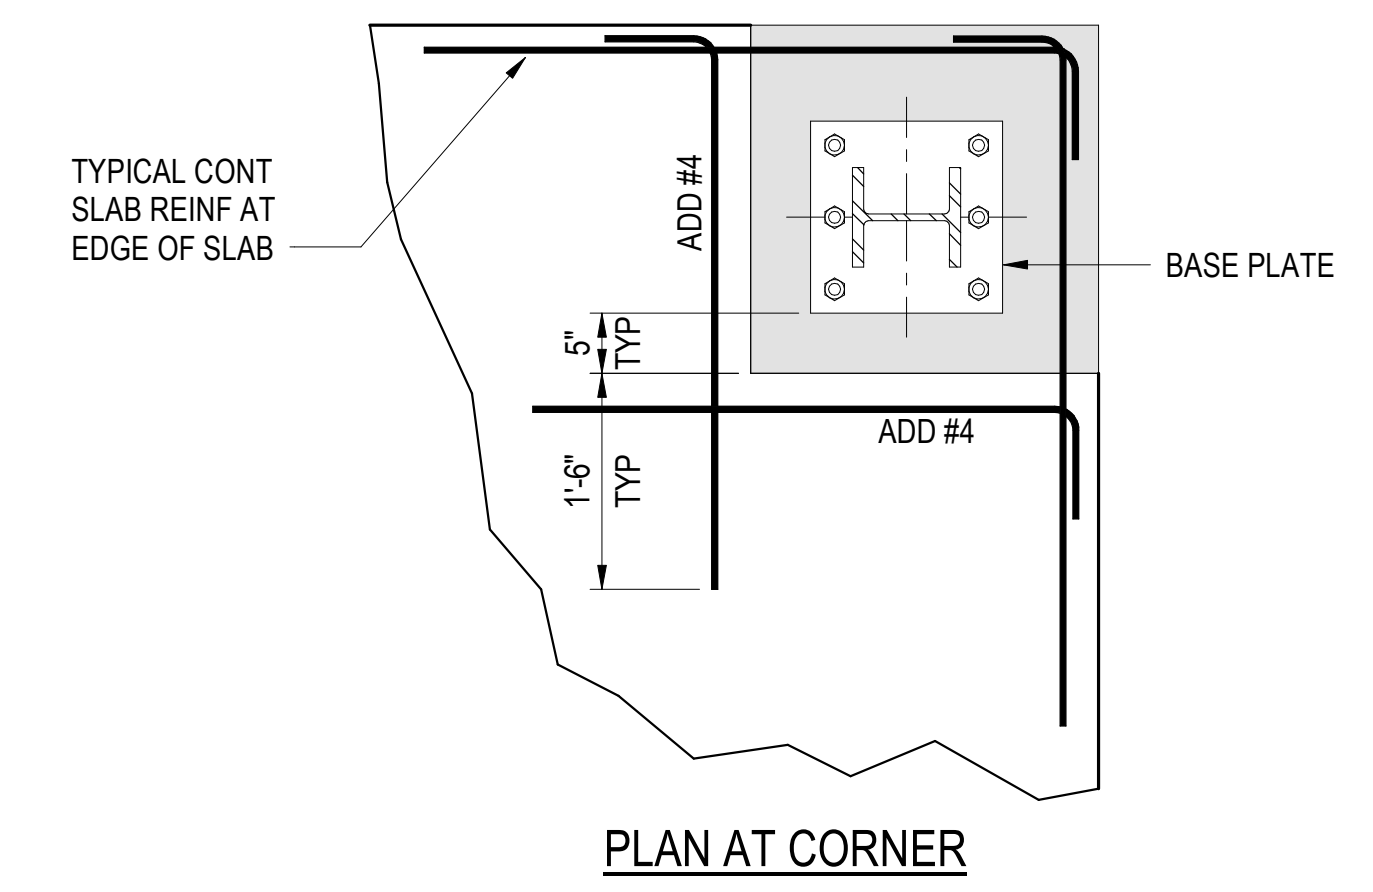 TYPICAL CONT
SLAB REINF AT
EDGE OF SLAB
ADD #4
BASE PLATE
5"
TYP
ADD #4
1'-6"
TYP
PLAN AT CORNER